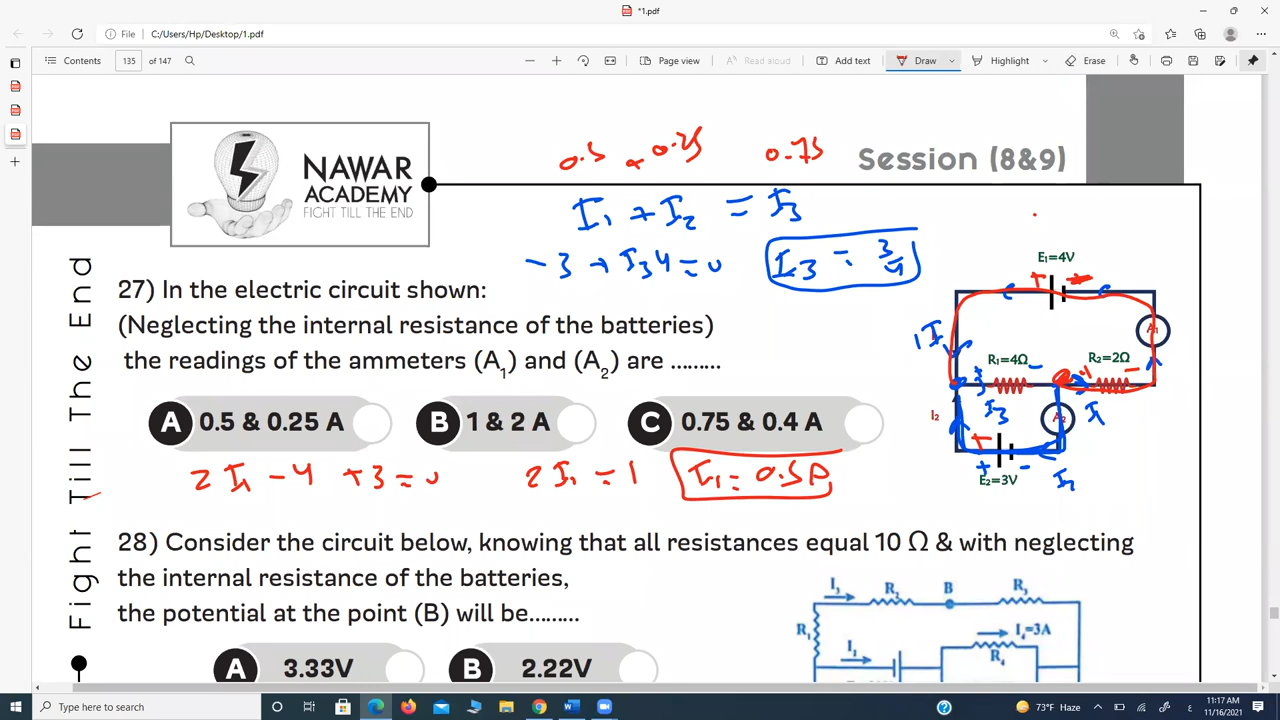 *1.pdf
File C:/Users/Hp/Desktop/1.pdf
Contents 135 of 147 Page view Read aloud Add text Draw Highlight Erase
NAWAR
ACADEMY
FIGHT TILL THE END
Session (8&9)
0.5 0.25 0.75
I₁ + I₂ = I₃
-3 + I₃4 = 0 I₃ = 3/4
Fight Till The End
27) In the electric circuit shown:
(Neglecting the internal resistance of the batteries)
the readings of the ammeters (A₁) and (A₂) are .........
A 0.5 & 0.25 A B 1 & 2 A C 0.75 & 0.4 A
2I₁ - 4 + 3 = 0 2I₁ = 1 I₁ = 0.5A
E₁=4V
A₁
R₁=4Ω R₂=2Ω
I₁
I₃
I₂
A₂
E₂=3V
28) Consider the circuit below, knowing that all resistances equal 10 Ω & with neglecting
the internal resistance of the batteries,
the potential at the point (B) will be.........
A 3.33V B 2.22V
I₃ R₂ B R₃
R₁ I₄=3A
I₁ R₄
Type here to search
73°F Haze
11:17 AM
11/16/2021